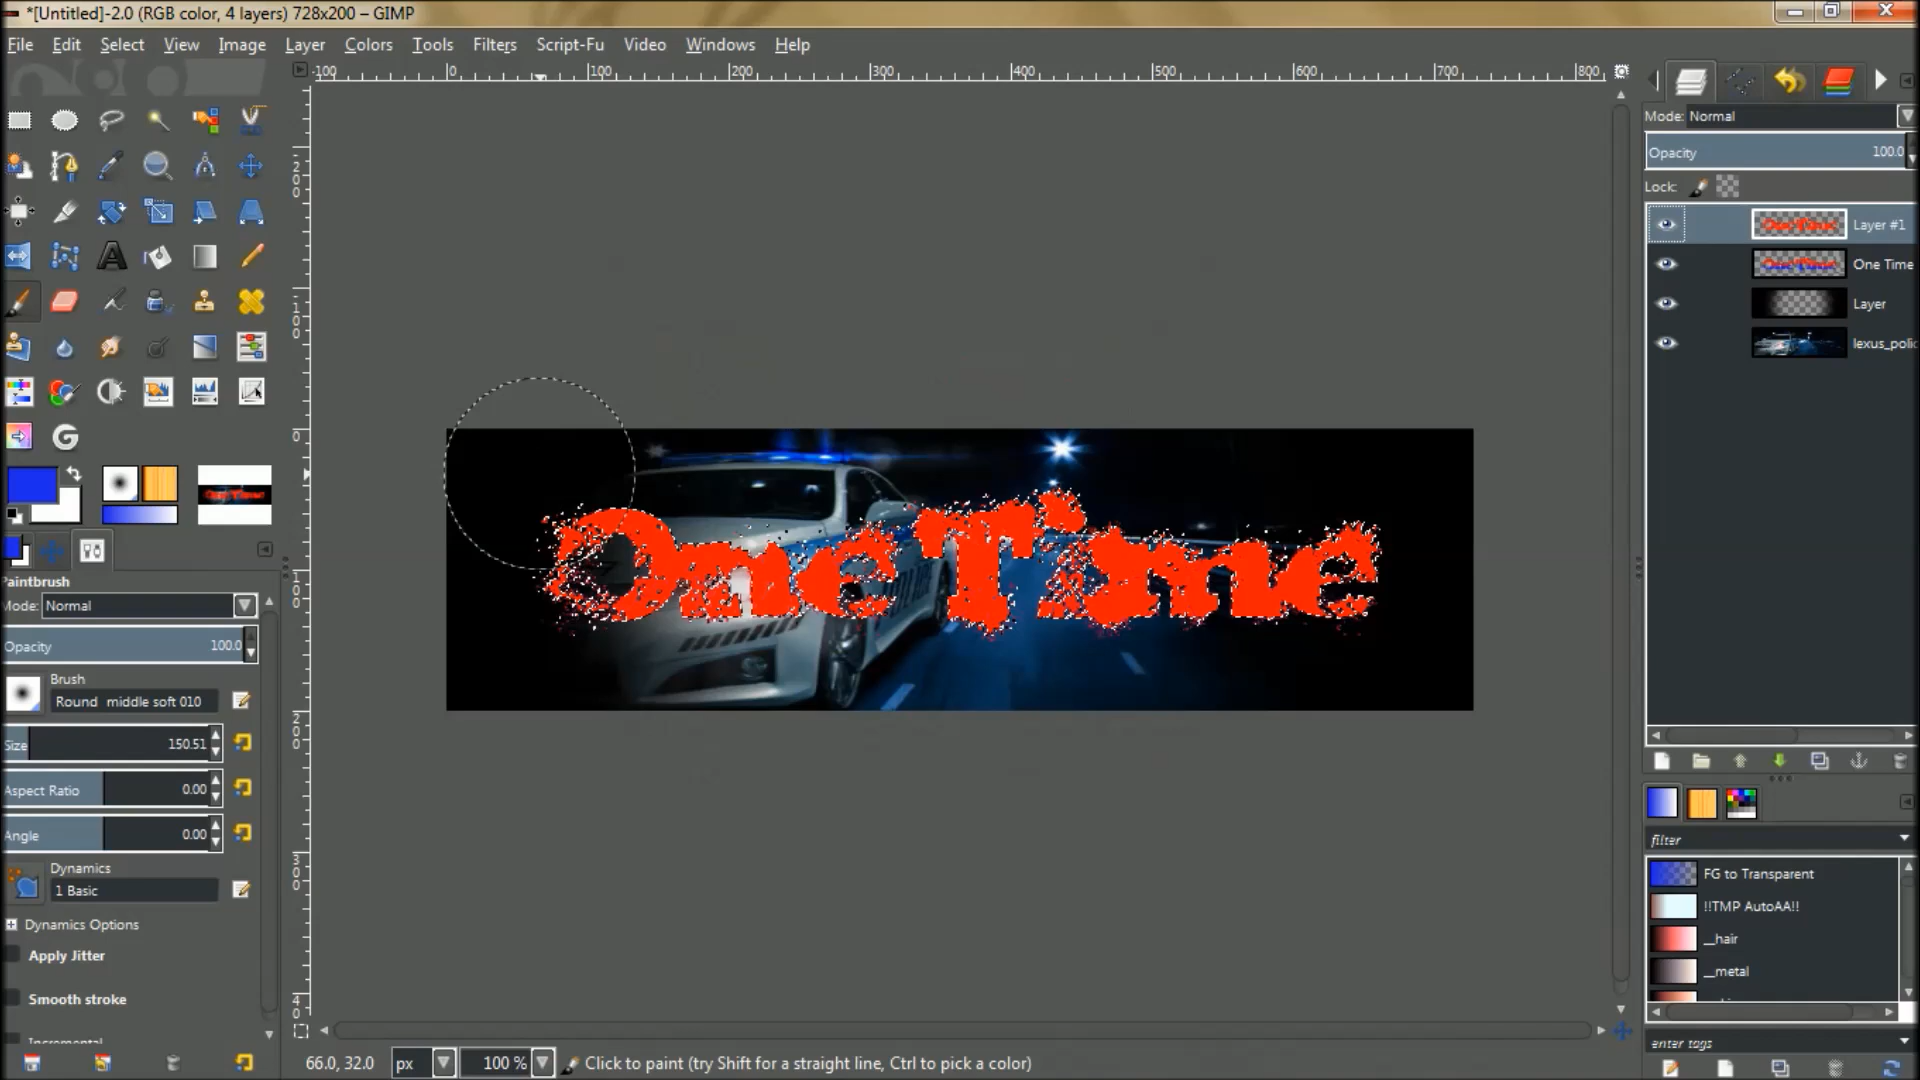 *[Untitled]-2.0 (RGB color, 4 layers) 728x200 – GIMP
File Edit Select View Image Layer Colors Tools Filters Script-Fu Video Windows Help
-100 0 100 200 300 400 500 600 700 800
Mode: Normal
Opacity 100.0
Lock:
Layer #1
One Time
Layer
lexus_polic
OneTime
POLICE
Paintbrush
Mode: Normal
Opacity 100.0
Brush
Round middle soft 010
Size 150.51
Aspect Ratio 0.00
Angle 0.00
Dynamics
1 Basic
Dynamics Options
Apply Jitter
Smooth stroke
Incremental
filter
FG to Transparent
!!TMP AutoAA!!
__hair
__metal
enter tags
66.0, 32.0 px 100 % Click to paint (try Shift for a straight line, Ctrl to pick a color)